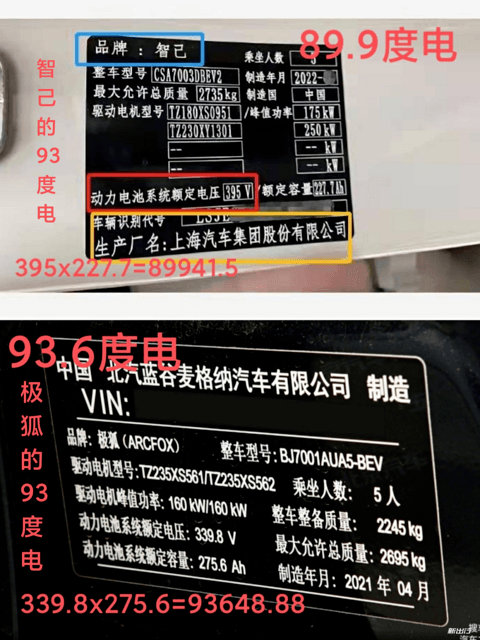 89.9度电
智己的93度电
品牌：智己
乘坐人数 5
整车型号 CSA7003DBEV2
制造年月 2022-
最大允许总质量 2735kg
制造国 中国
驱动电机型号 TZ180XS0951 /峰值功率 175 kW
TZ230XY1301 250 kW
-- -- kW
-- -- kW
动力电池系统额定电压 395 V /额定容量 227.7Ah
车辆识别代号 LSJE
生产厂名:上海汽车集团股份有限公司
395x227.7=89941.5
93.6度电
极狐的93度电
中国 北汽蓝谷麦格纳汽车有限公司 制造
VIN:
品牌: 极狐 (ARCFOX) 整车型号: BJ7001AUA5-BEV
驱动电机型号: TZ235XS561/TZ235XS562 乘坐人数: 5 人
驱动电机峰值功率: 160 kW/160 kW 整车整备质量: 2245 kg
动力电池系统额定电压: 339.8 V 最大允许总质量: 2695 kg
动力电池系统额定容量: 275.6 Ah 制造年月: 2021 年 04 月
339.8x275.6=93648.88
新出行